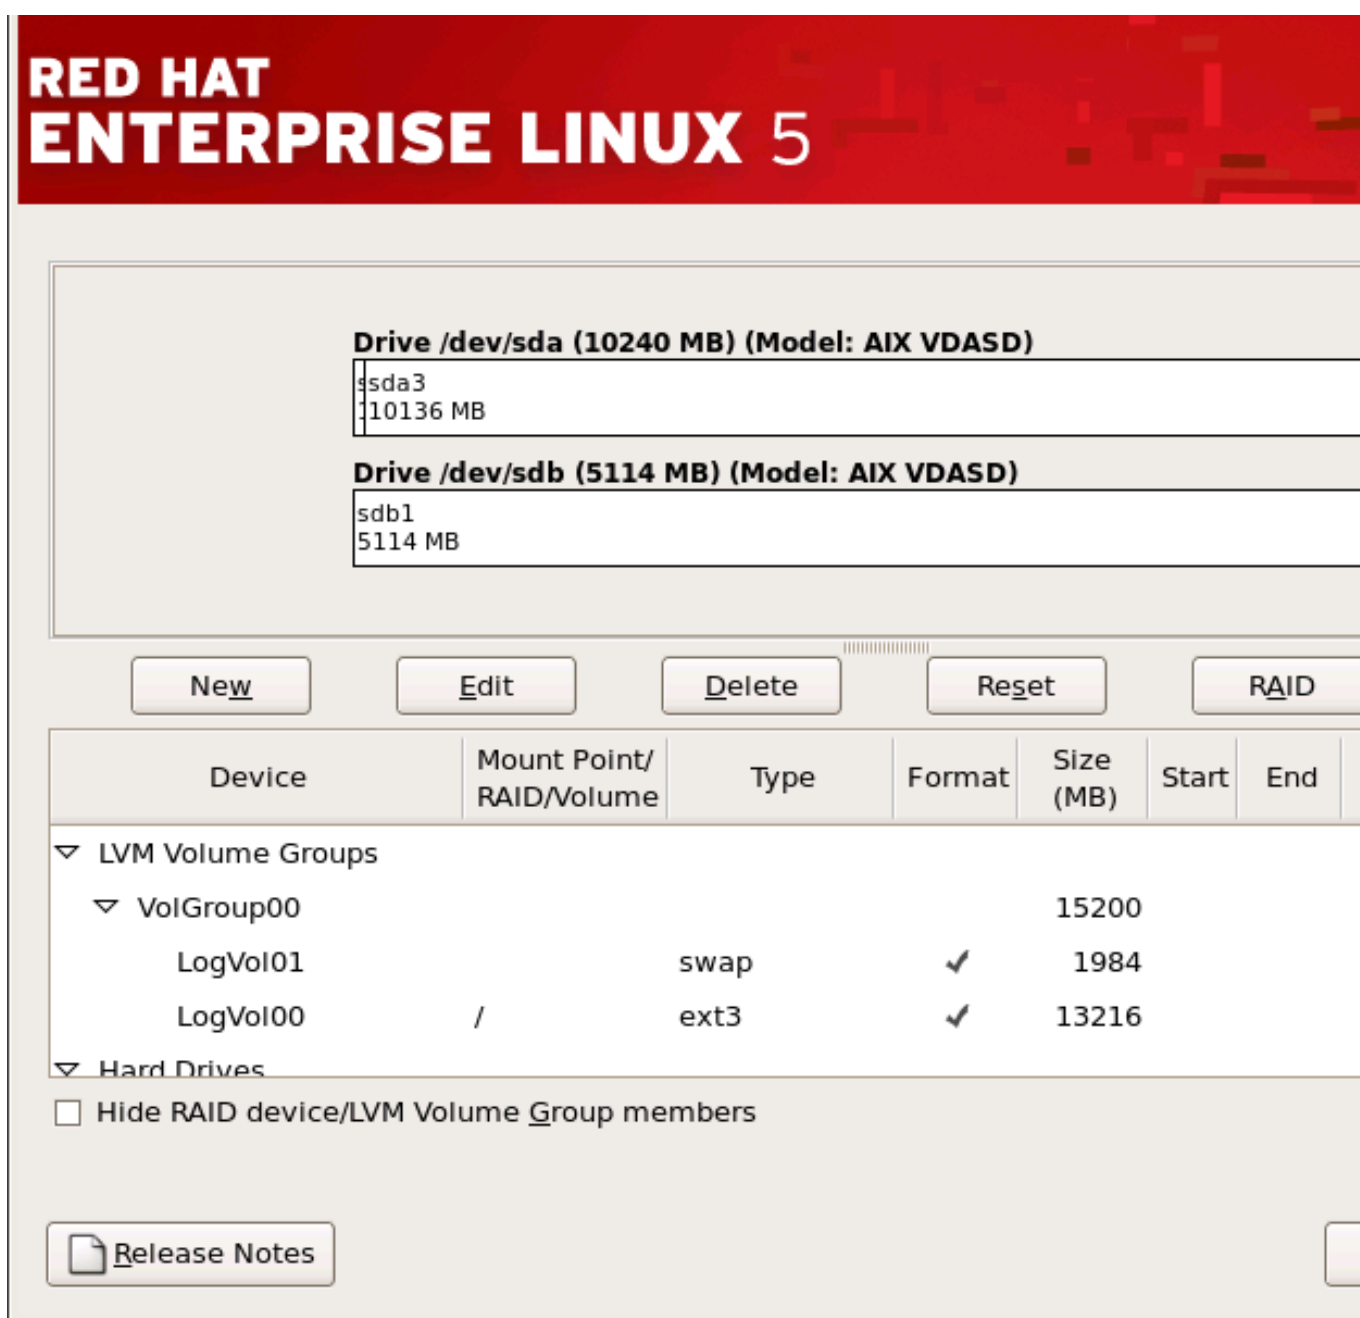 RED HAT
ENTERPRISE LINUX 5
Drive /dev/sda (10240 MB) (Model: AIX VDASD)
sda3
10136 MB
Drive /dev/sdb (5114 MB) (Model: AIX VDASD)
sdb1
5114 MB
New Edit Delete Reset RAID
Device Mount Point/ RAID/Volume Type Format Size (MB) Start End
LVM Volume Groups
VolGroup00 15200
LogVol01 swap 1984
LogVol00 / ext3 13216
Hard Drives
Hide RAID device/LVM Volume Group members
Release Notes